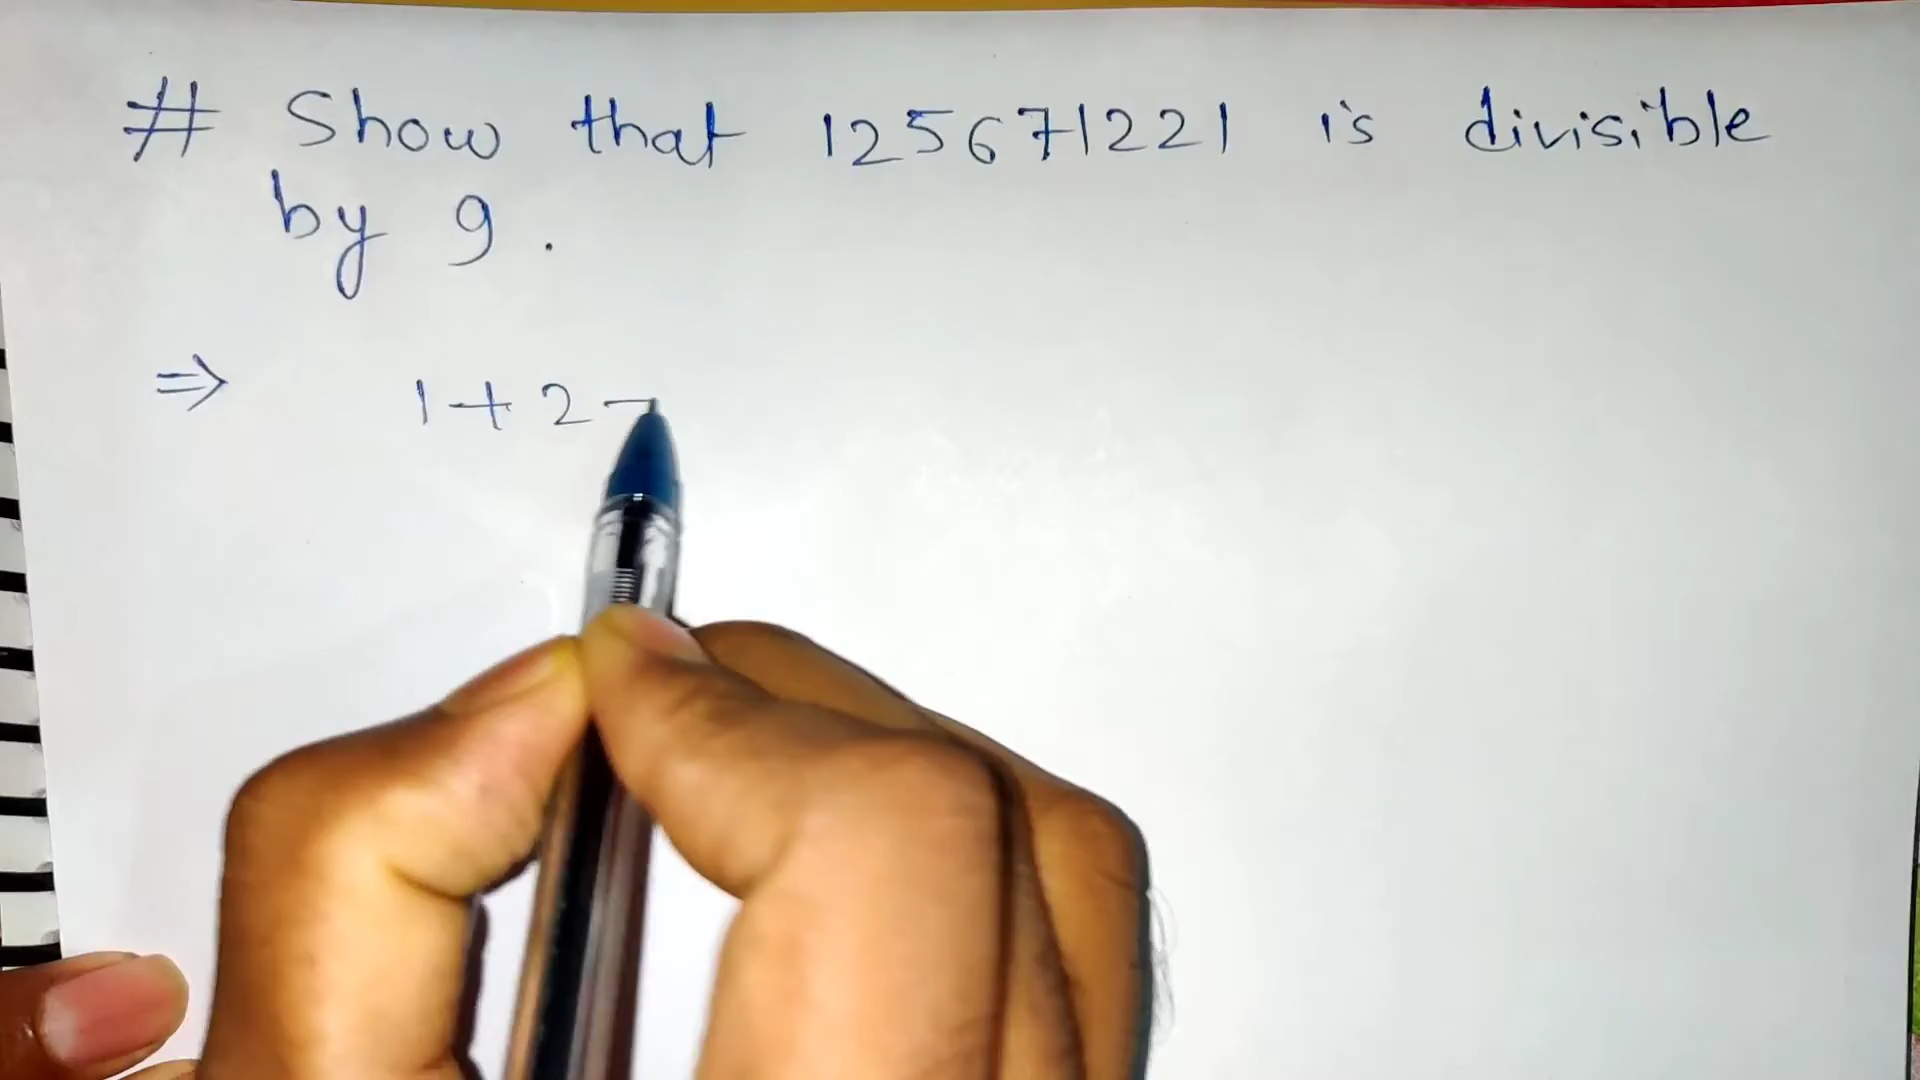 # Show that 125671221 is divisible
by 9.
⇒ 1+2-